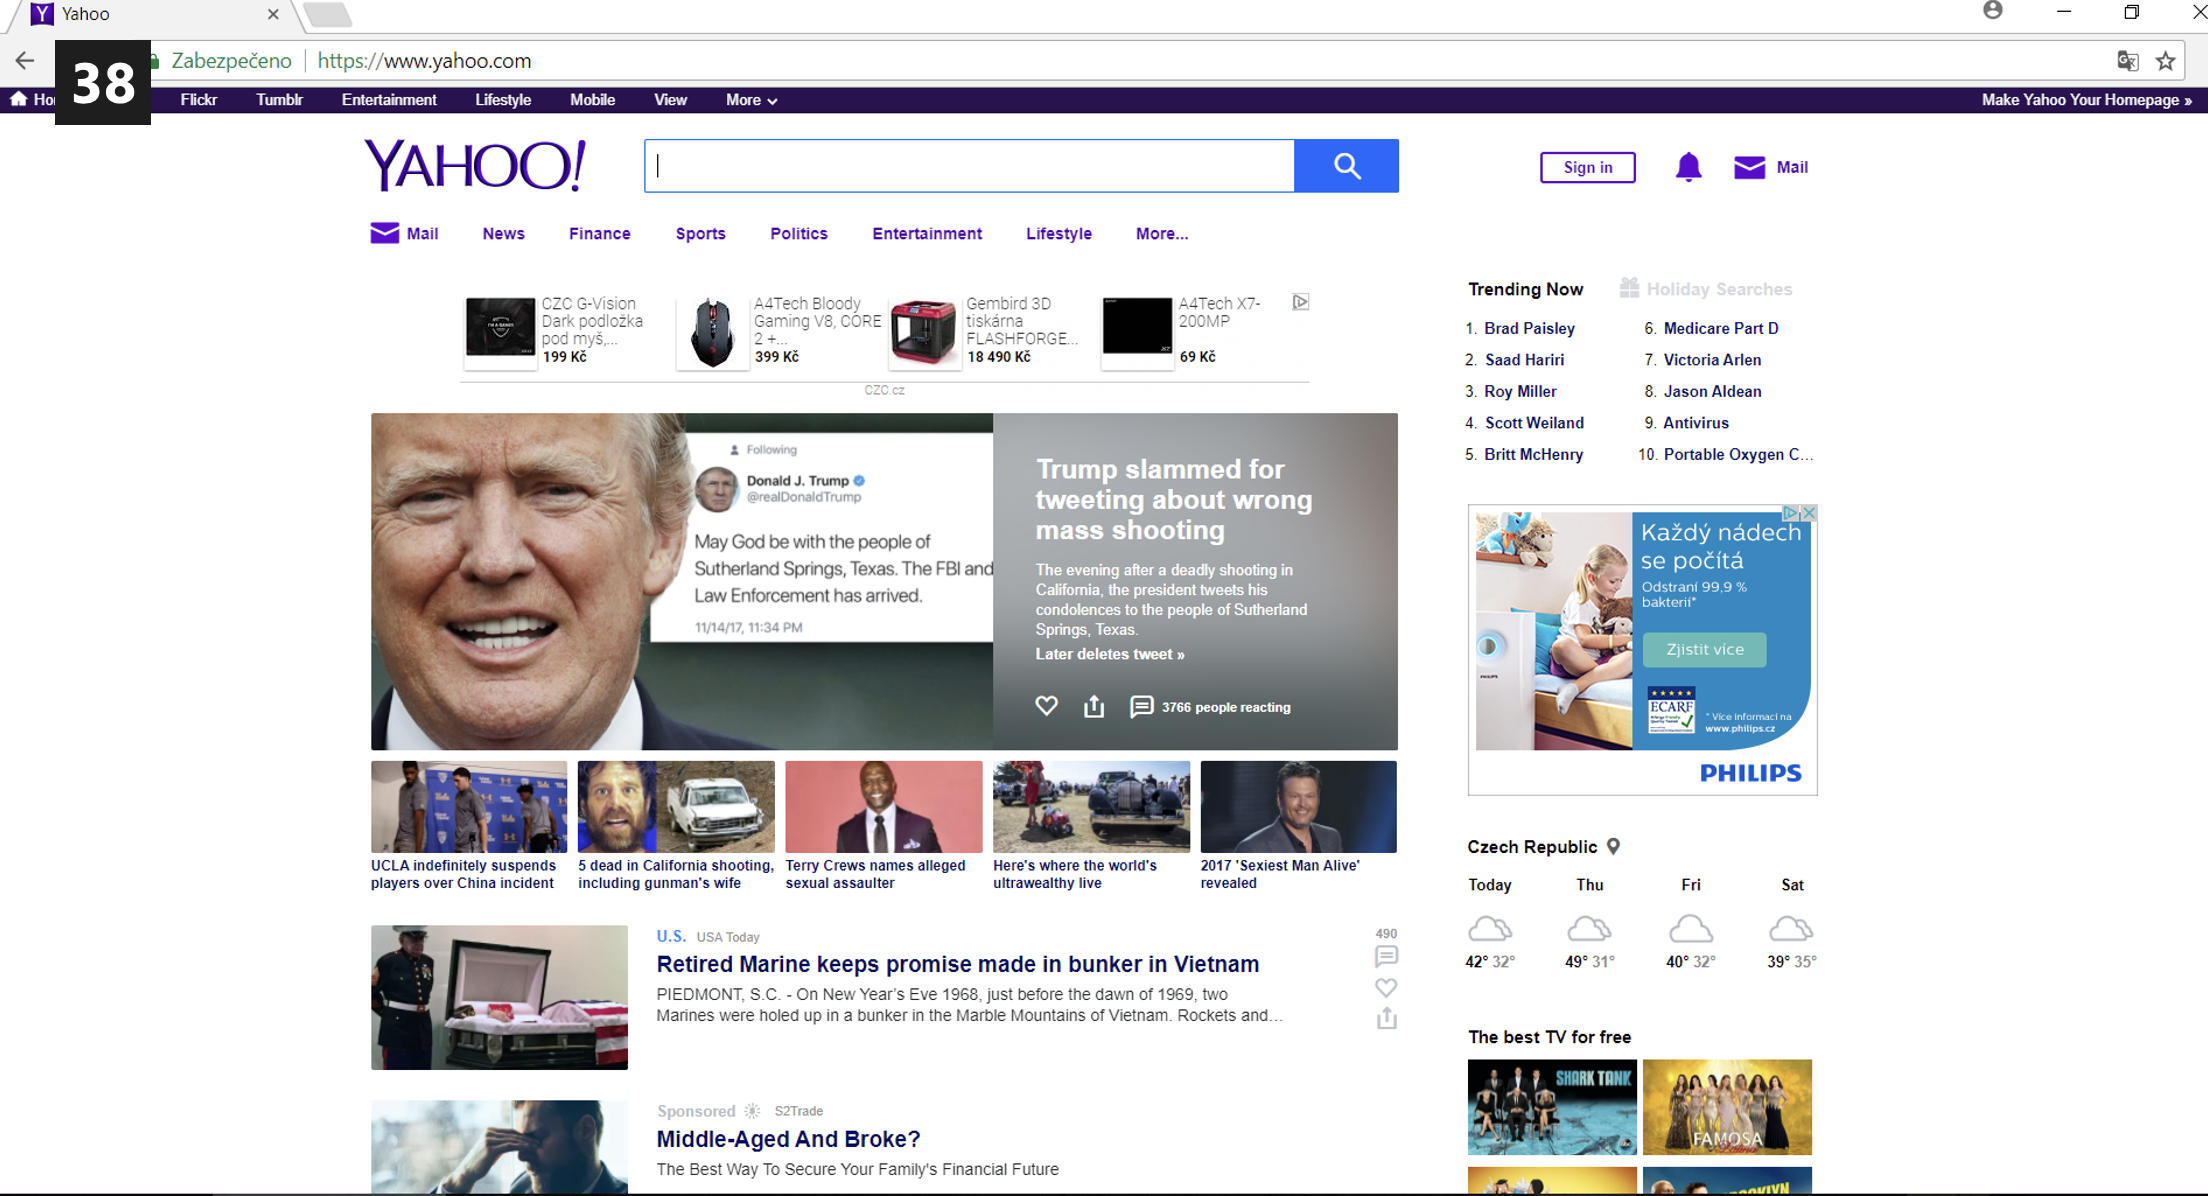 Yahoo
38
Zabezpečeno
https://www.yahoo.com
Flickr
Tumblr
Entertainment
Lifestyle
Mobile
View
More
Make Yahoo Your Homepage »
YAHOO!
Sign in
Mail
Mail
News
Finance
Sports
Politics
Entertainment
Lifestyle
More...
CZC G-Vision
Dark podložka
pod myš,...
199 Kč
A4Tech Bloody
Gaming V8, CORE
2 +...
399 Kč
Gembird 3D
tiskárna
FLASHFORGE...
18 490 Kč
A4Tech X7-
200MP
69 Kč
CZC.cz
Following
Donald J. Trump
@realDonaldTrump
May God be with the people of
Sutherland Springs, Texas. The FBI and
Law Enforcement has arrived.
11/14/17, 11:34 PM
Trump slammed for
tweeting about wrong
mass shooting
The evening after a deadly shooting in
California, the president tweets his
condolences to the people of Sutherland
Springs, Texas.
Later deletes tweet »
3766 people reacting
UCLA indefinitely suspends
players over China incident
5 dead in California shooting,
including gunman's wife
Terry Crews names alleged
sexual assaulter
Here's where the world's
ultrawealthy live
2017 'Sexiest Man Alive'
revealed
U.S. USA Today
Retired Marine keeps promise made in bunker in Vietnam
PIEDMONT, S.C. - On New Year's Eve 1968, just before the dawn of 1969, two
Marines were holed up in a bunker in the Marble Mountains of Vietnam. Rockets and...
490
Sponsored S2Trade
Middle-Aged And Broke?
The Best Way To Secure Your Family's Financial Future
Trending Now
Holiday Searches
1. Brad Paisley
2. Saad Hariri
3. Roy Miller
4. Scott Weiland
5. Britt McHenry
6. Medicare Part D
7. Victoria Arlen
8. Jason Aldean
9. Antivirus
10. Portable Oxygen C...
Každý nádech
se počítá
Odstraní 99,9 %
bakterií*
Zjistit více
ECARF
* Více informací na
www.philips.cz
PHILIPS
Czech Republic
Today
Thu
Fri
Sat
42° 32°
49° 31°
40° 32°
39° 35°
The best TV for free
SHARK TANK
FAMOSA
Latina